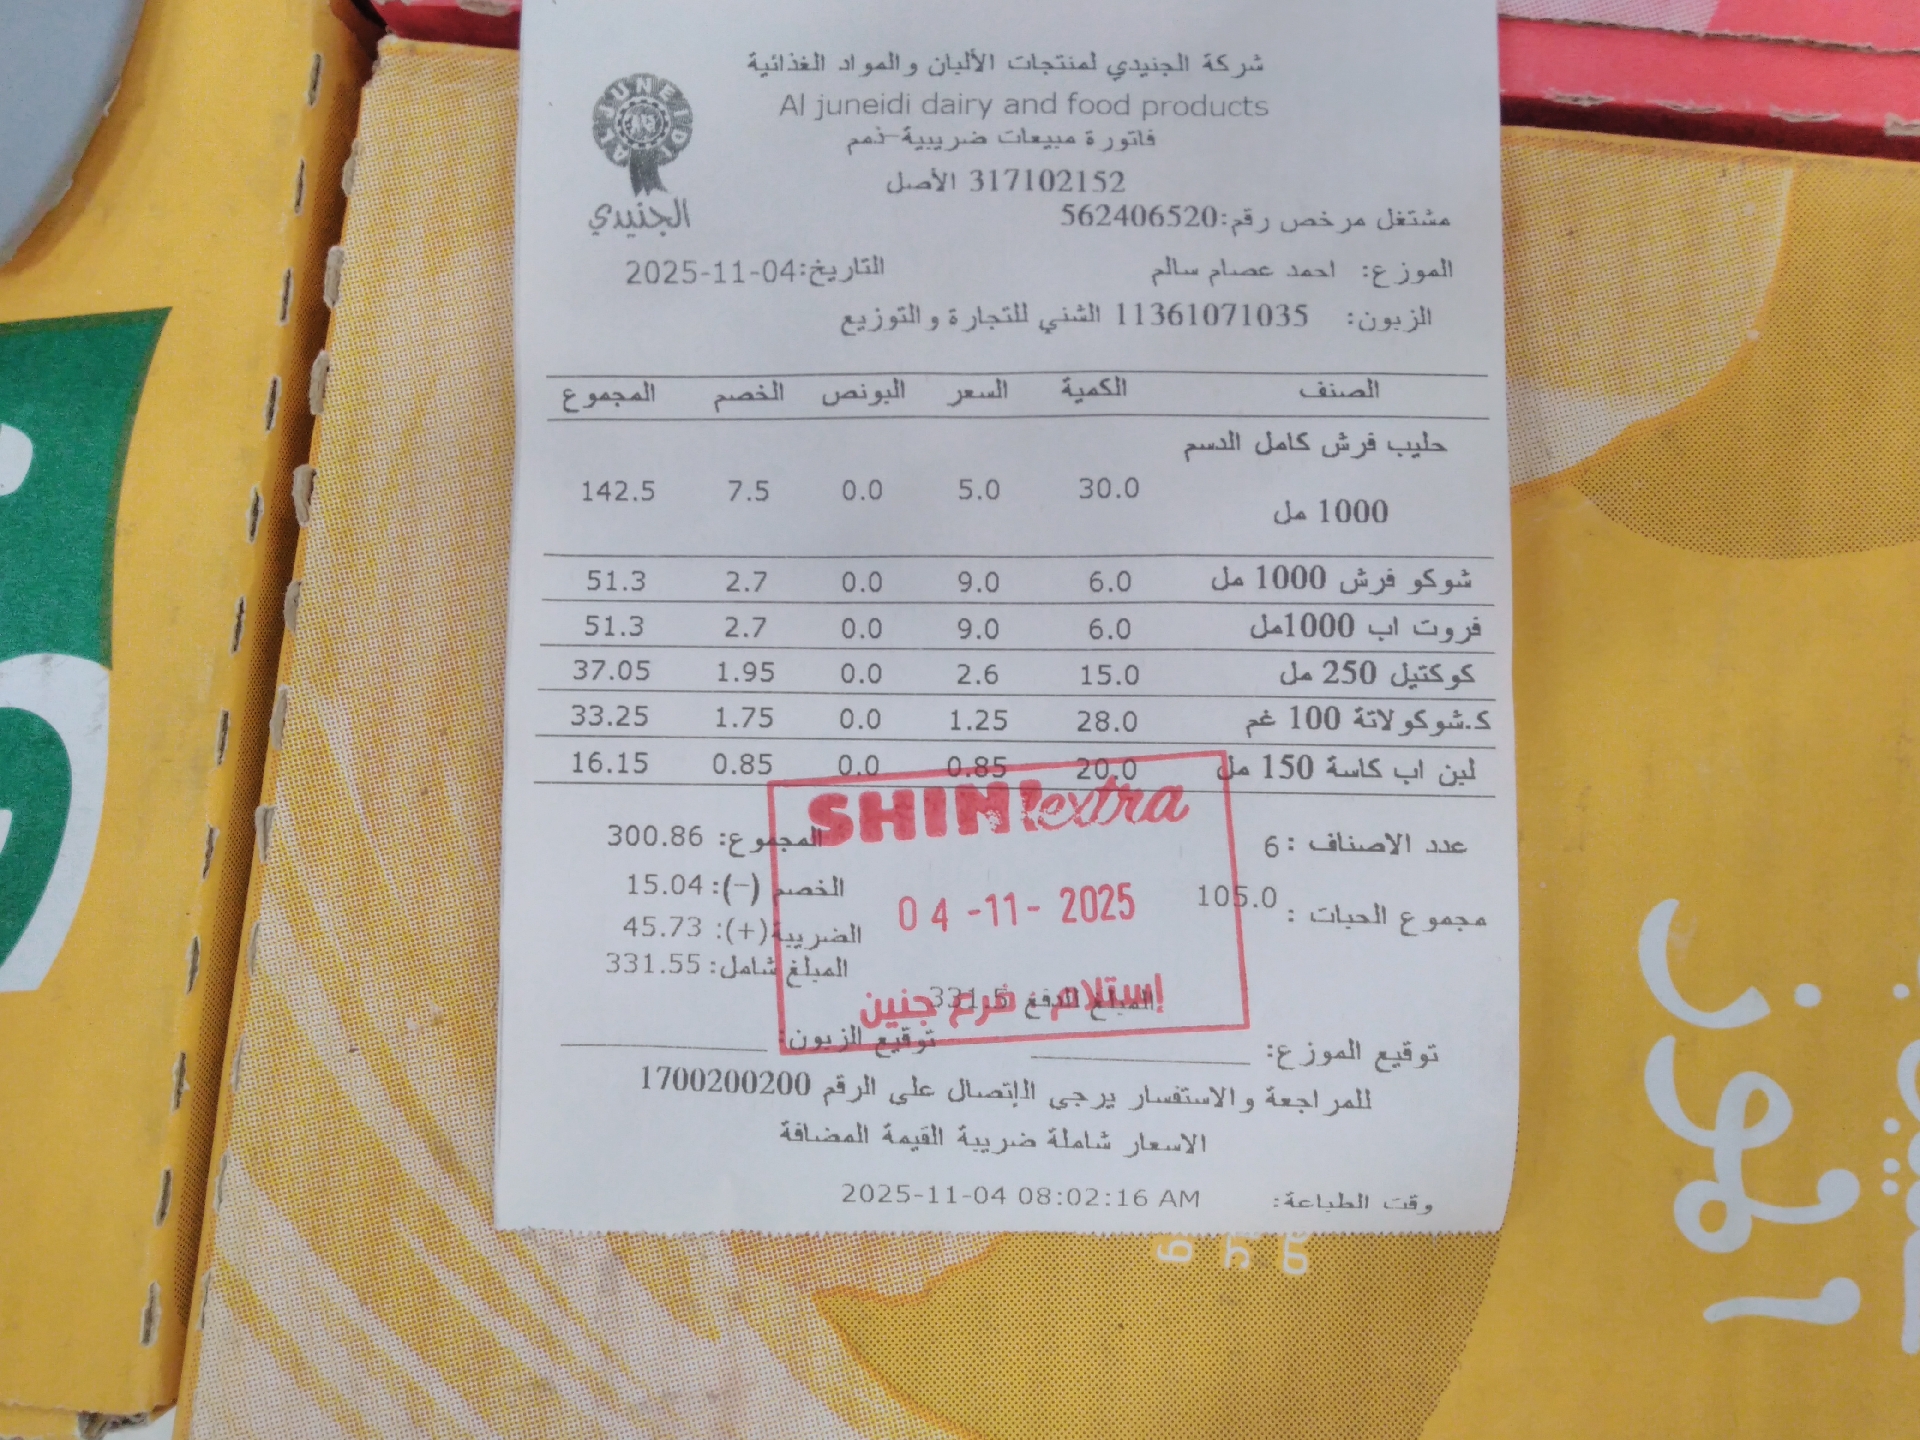 شركة الجنيدي لمنتجات الألبان والمواد الغذائية
Al juneidi dairy and food products
AL JUNEIDI
الجنيدي
فاتورة مبيعات ضريبية-ذمم
317102152 الأصل
مشتغل مرخص رقم:562406520
الموزع: احمد عصام سالم التاريخ:2025-11-04
الزبون: 11361071035 الشني للتجارة والتوزيع
الصنف الكمية السعر البونص الخصم المجموع
حليب فرش كامل الدسم
1000 مل 30.0 5.0 0.0 7.5 142.5
شوكو فرش 1000 مل 6.0 9.0 0.0 2.7 51.3
فروت اب 1000مل 6.0 9.0 0.0 2.7 51.3
كوكتيل 250 مل 15.0 2.6 0.0 1.95 37.05
ك.شوكولاتة 100 غم 28.0 1.25 0.0 1.75 33.25
لبن اب كاسة 150 مل 20.0 0.85 0.0 0.85 16.15
عدد الاصناف : 6 المجموع: 300.86
مجموع الحبات : 105.0 الخصم (-): 15.04
الضريبة(+): 45.73
المبلغ شامل: 331.55
المبلغ للدفع 331.5
SHINI extra
04-11-2025
إستلام فرع جنين
توقيع الموزع: توقيع الزبون:
للمراجعة والاستفسار يرجى الإتصال على الرقم 1700200200
الاسعار شاملة ضريبة القيمة المضافة
وقت الطباعة: 2025-11-04 08:02:16 AM
الموز